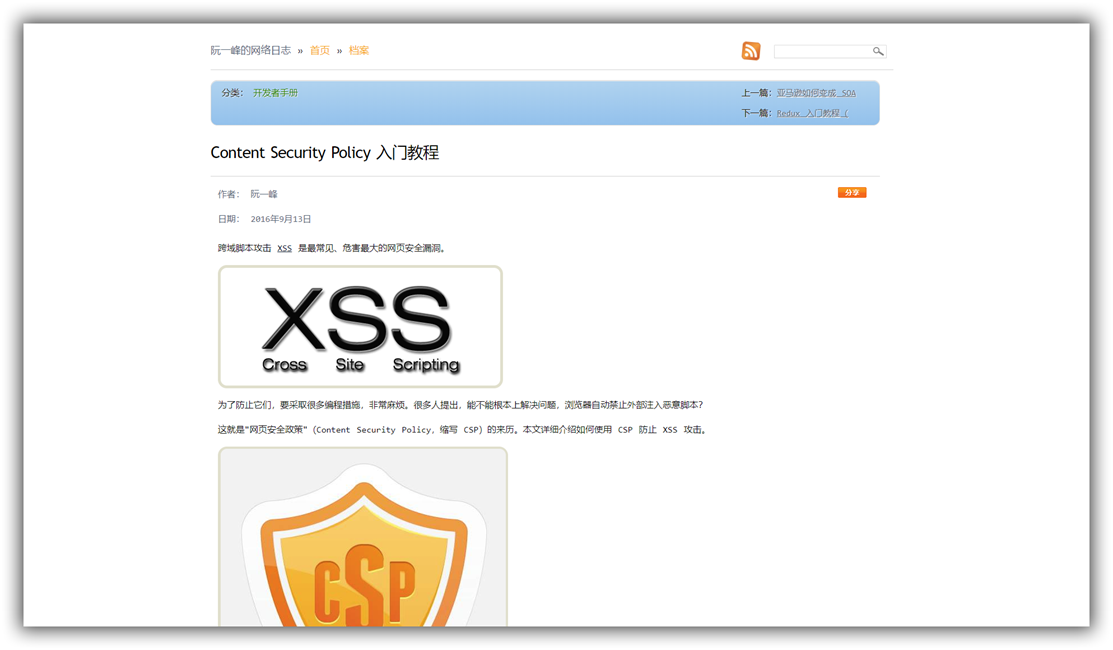 阮一峰的网络日志 » 首页 » 档案
分类： 开发者手册
上一篇：亚马逊如何变成 SOA
下一篇：Redux 入门教程（
Content Security Policy 入门教程
作者： 阮一峰
分享
日期： 2016年9月13日
跨域脚本攻击 XSS 是最常见、危害最大的网页安全漏洞。
XSS
Cross Site Scripting
为了防止它们，要采取很多编程措施，非常麻烦。很多人提出，能不能根本上解决问题，浏览器自动禁止外部注入恶意脚本？
这就是"网页安全政策"（Content Security Policy，缩写 CSP）的来历。本文详细介绍如何使用 CSP 防止 XSS 攻击。
CSP